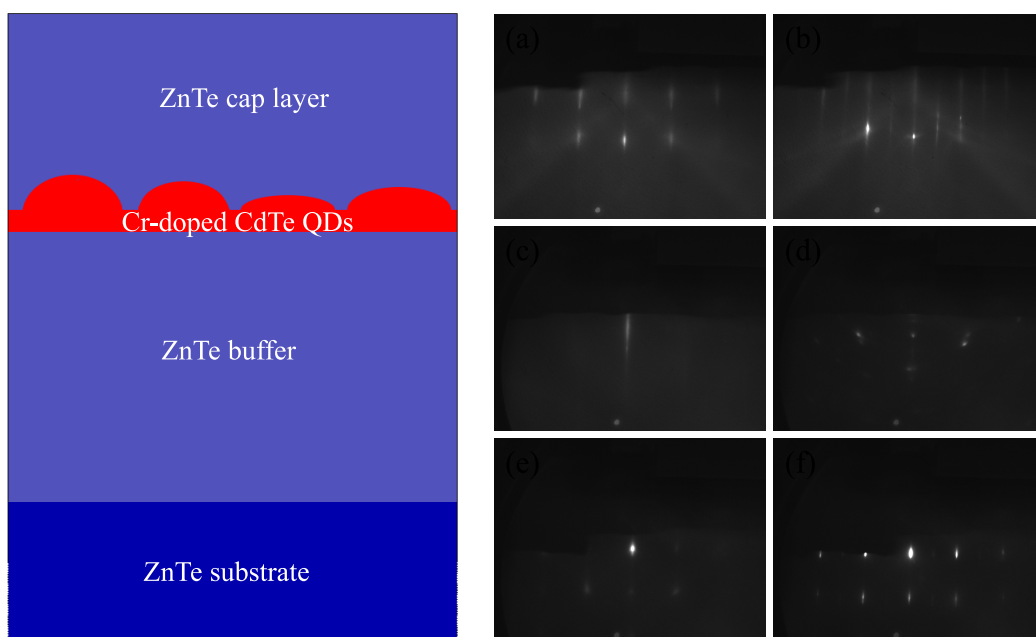 ZnTe cap layer
Cr-doped CdTe QDs
ZnTe buffer
ZnTe substrate
(a)
(b)
(c)
(d)
(e)
(f)